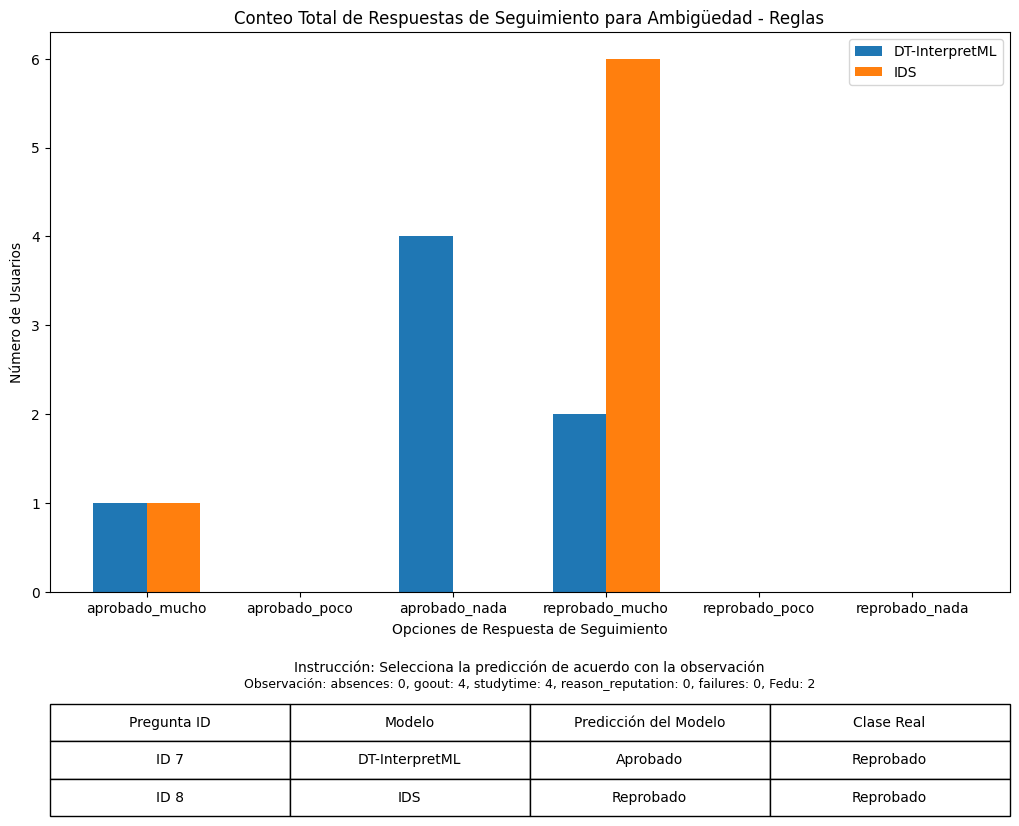 Conteo Total de Respuestas de Seguimiento para Ambigüedad - Reglas
DT-InterpretML
IDS
Número de Usuarios
6
5
4
3
2
1
0
aprobado_mucho aprobado_poco aprobado_nada reprobado_mucho reprobado_poco reprobado_nada
Opciones de Respuesta de Seguimiento
Instrucción: Selecciona la predicción de acuerdo con la observación
Observación: absences: 0, goout: 4, studytime: 4, reason_reputation: 0, failures: 0, Fedu: 2
Pregunta ID Modelo Predicción del Modelo Clase Real
ID 7 DT-InterpretML Aprobado Reprobado
ID 8 IDS Reprobado Reprobado